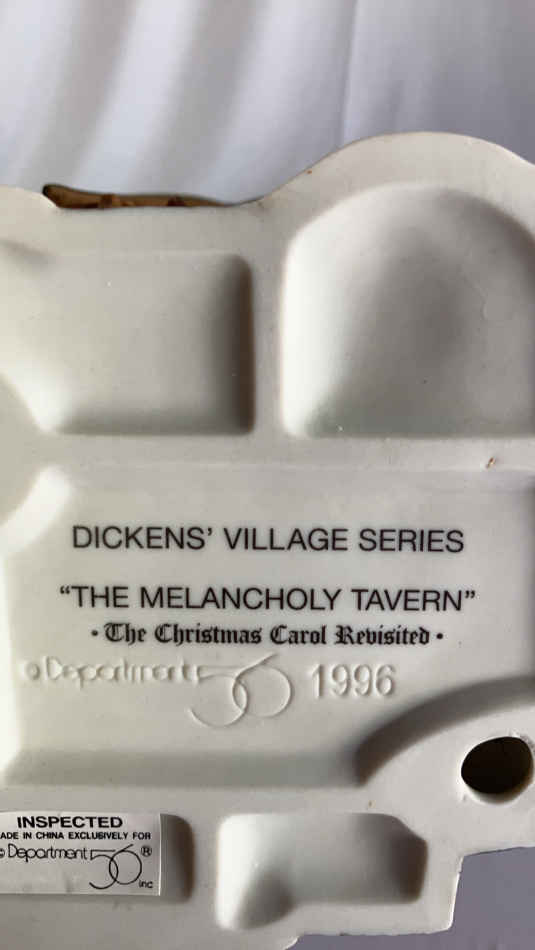 DICKENS' VILLAGE SERIES
“THE MELANCHOLY TAVERN”
• The Christmas Carol Revisited •
© Department 56 1996
INSPECTED
ADE IN CHINA EXCLUSIVELY FOR
© Department 56 ®
inc